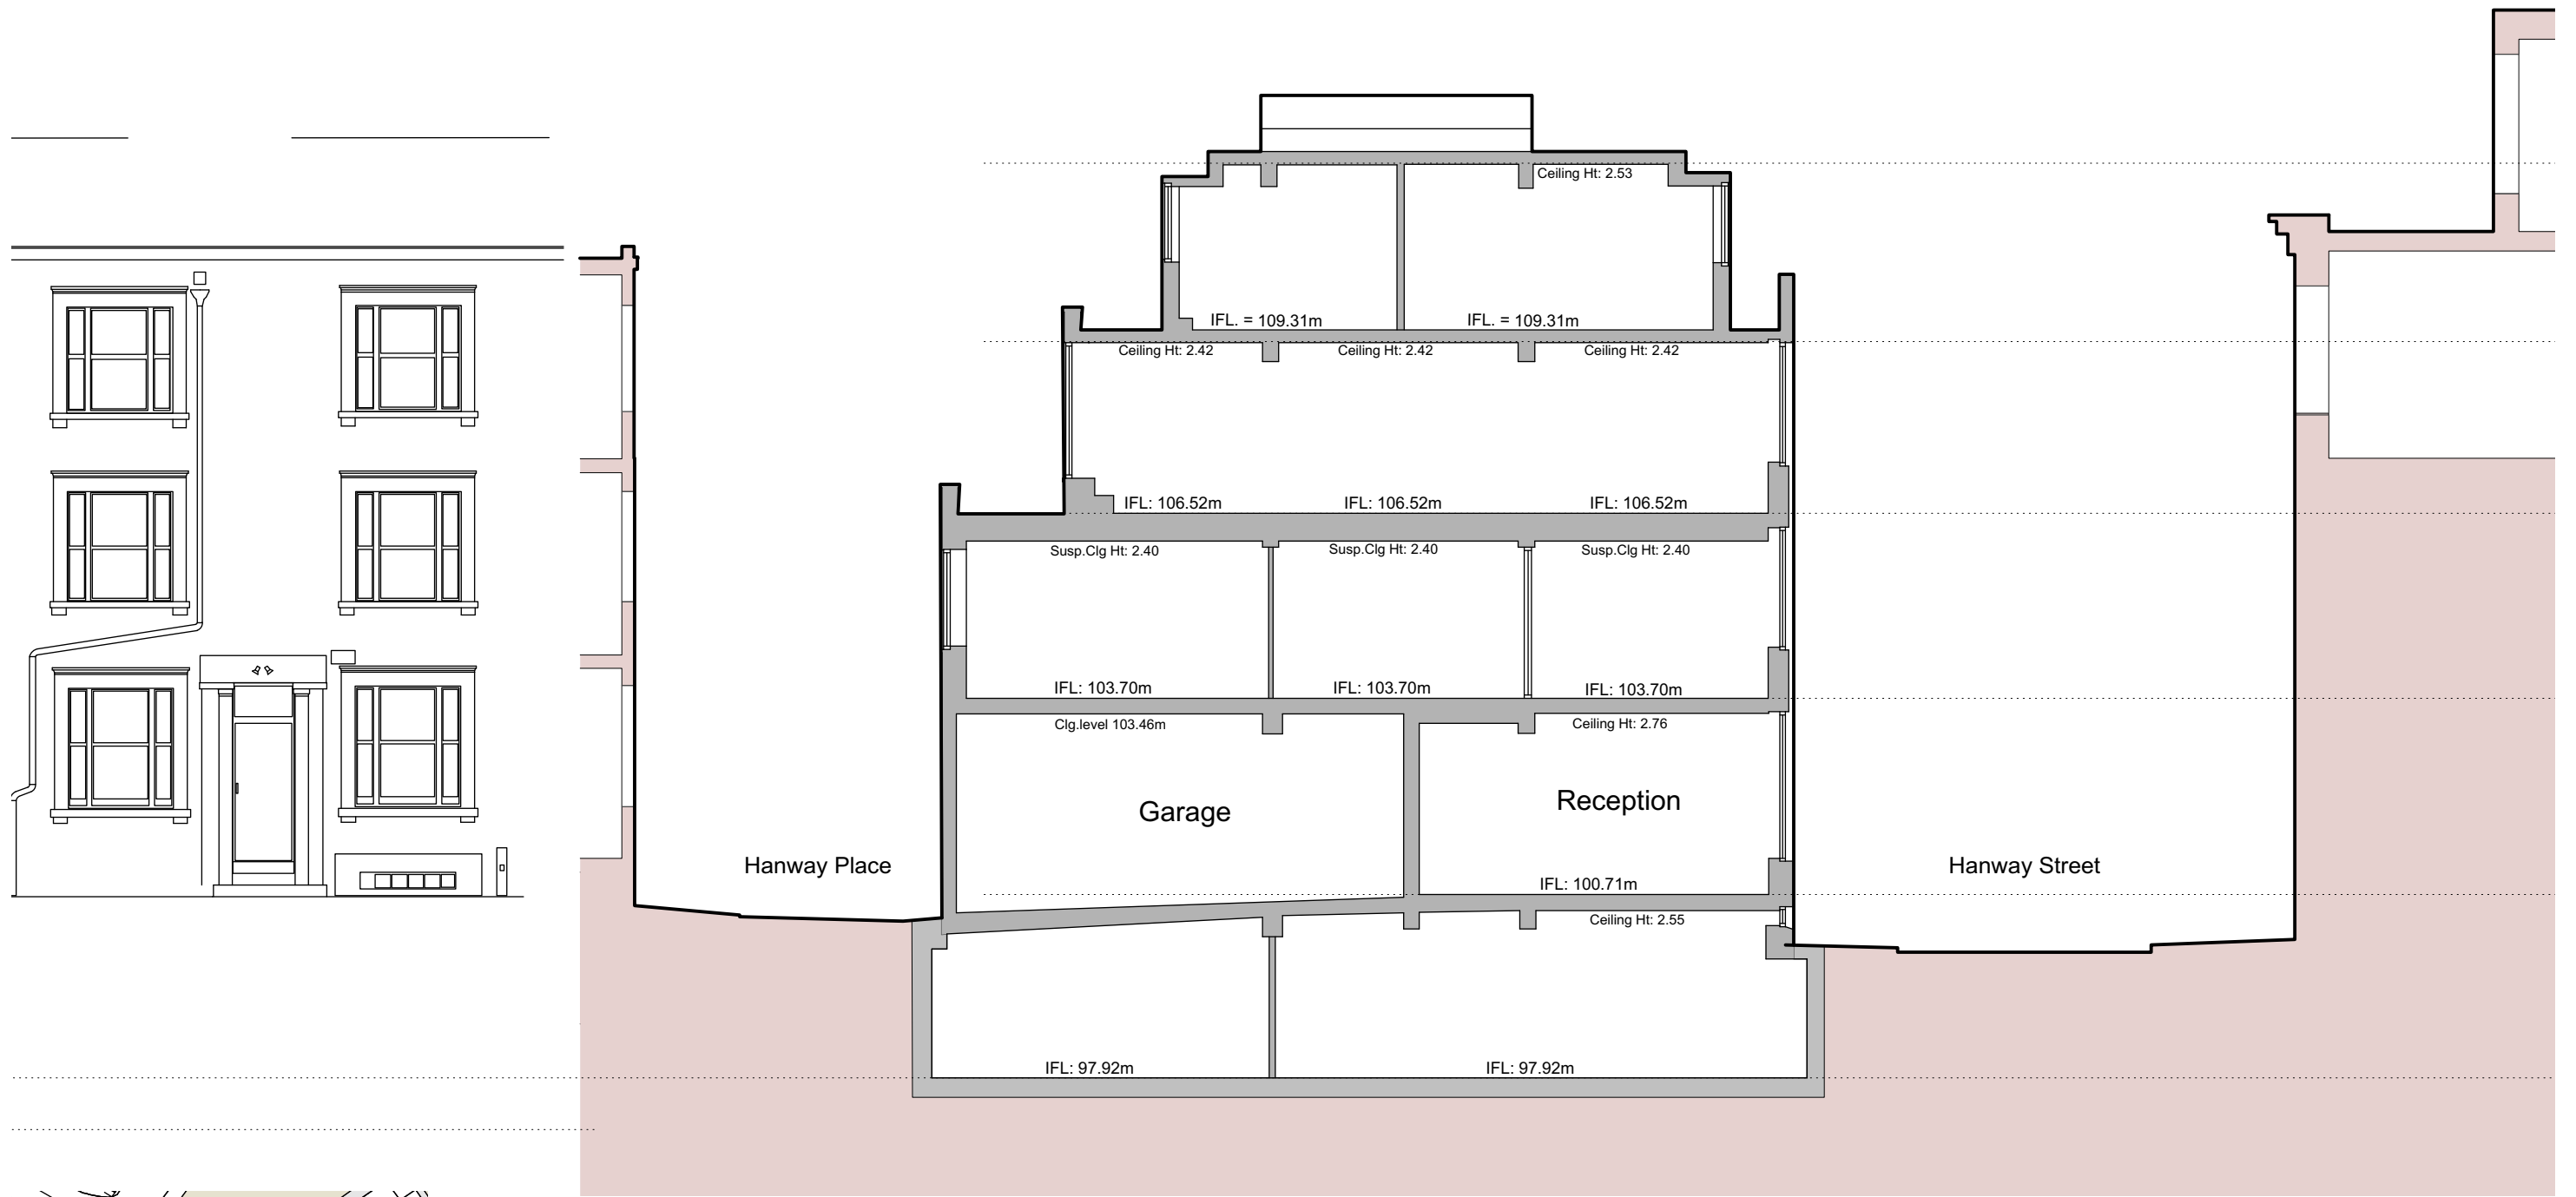 Ceiling Ht: 2.53
IFL. = 109.31m
IFL. = 109.31m
Ceiling Ht: 2.42
Ceiling Ht: 2.42
Ceiling Ht: 2.42
IFL: 106.52m
IFL: 106.52m
IFL: 106.52m
Susp.Clg Ht: 2.40
Susp.Clg Ht: 2.40
Susp.Clg Ht: 2.40
IFL: 103.70m
IFL: 103.70m
IFL: 103.70m
Clg.level 103.46m
Ceiling Ht: 2.76
Garage
Reception
Hanway Place
Hanway Street
IFL: 100.71m
Ceiling Ht: 2.55
IFL: 97.92m
IFL: 97.92m